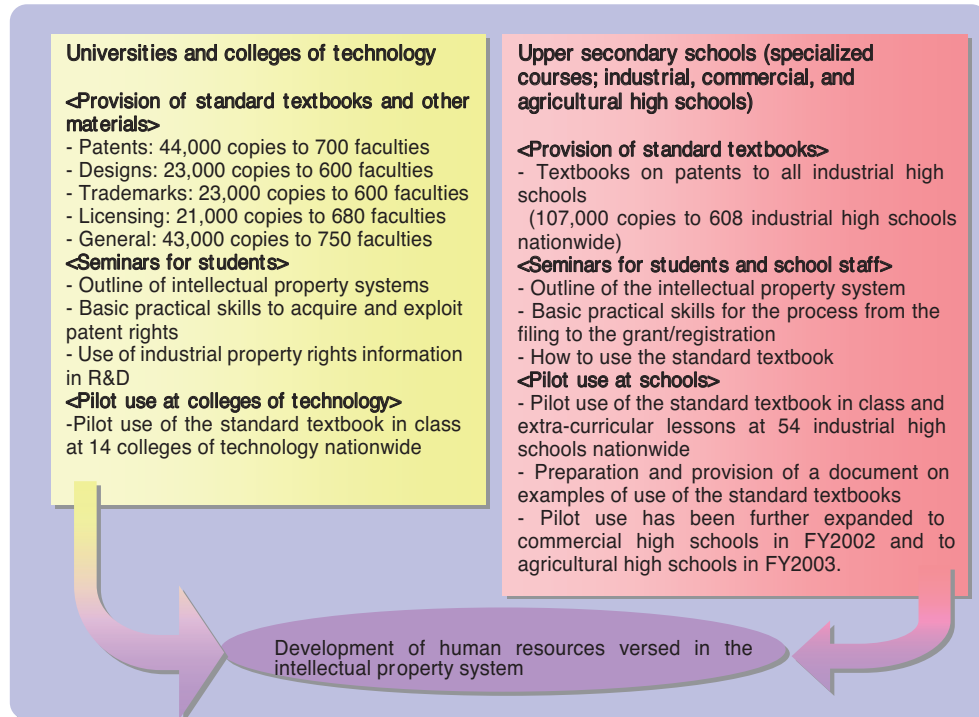 Universities and colleges of technology
<Provision of standard textbooks and other
materials>
- Patents: 44,000 copies to 700 faculties
- Designs: 23,000 copies to 600 faculties
- Trademarks: 23,000 copies to 600 faculties
- Licensing: 21,000 copies to 680 faculties
- General: 43,000 copies to 750 faculties
<Seminars for students>
- Outline of intellectual property systems
- Basic practical skills to acquire and exploit
patent rights
- Use of industrial property rights information
in R&D
<Pilot use at colleges of technology>
-Pilot use of the standard textbook in class
at 14 colleges of technology nationwide
Upper secondary schools (specialized
courses; industrial, commercial, and
agricultural high schools)
<Provision of standard textbooks>
- Textbooks on patents to all industrial high
schools
(107,000 copies to 608 industrial high schools
nationwide)
<Seminars for students and school staff>
- Outline of the intellectual property system
- Basic practical skills for the process from the
filing to the grant/registration
- How to use the standard textbook
<Pilot use at schools>
- Pilot use of the standard textbook in class and
extra-curricular lessons at 54 industrial high
schools nationwide
- Preparation and provision of a document on
examples of use of the standard textbooks
- Pilot use has been further expanded to
commercial high schools in FY2002 and to
agricultural high schools in FY2003.
Development of human resources versed in the
intellectual property system